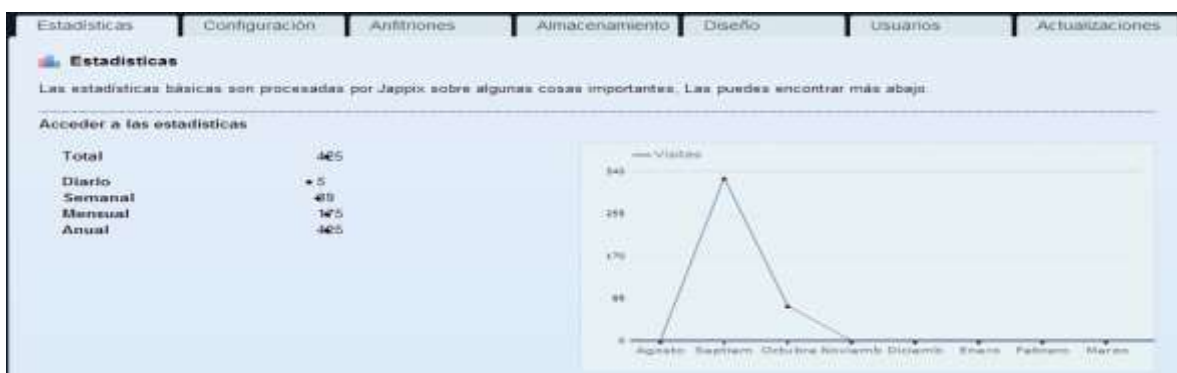 Estadísticas Configuración Anfitriones Almacenamiento Diseño Usuarios Actualizaciones
Estadísticas
Las estadísticas básicas son procesadas por Jappix sobre algunas cosas importantes. Las puedes encontrar más abajo.
Acceder a las estadísticas
Total
Diario 5
Semanal
Mensual
Anual
Visitas
340
255
170
85
0
Agosto Septiem Octubre Noviemb Diciemb Enero Febrero Marzo